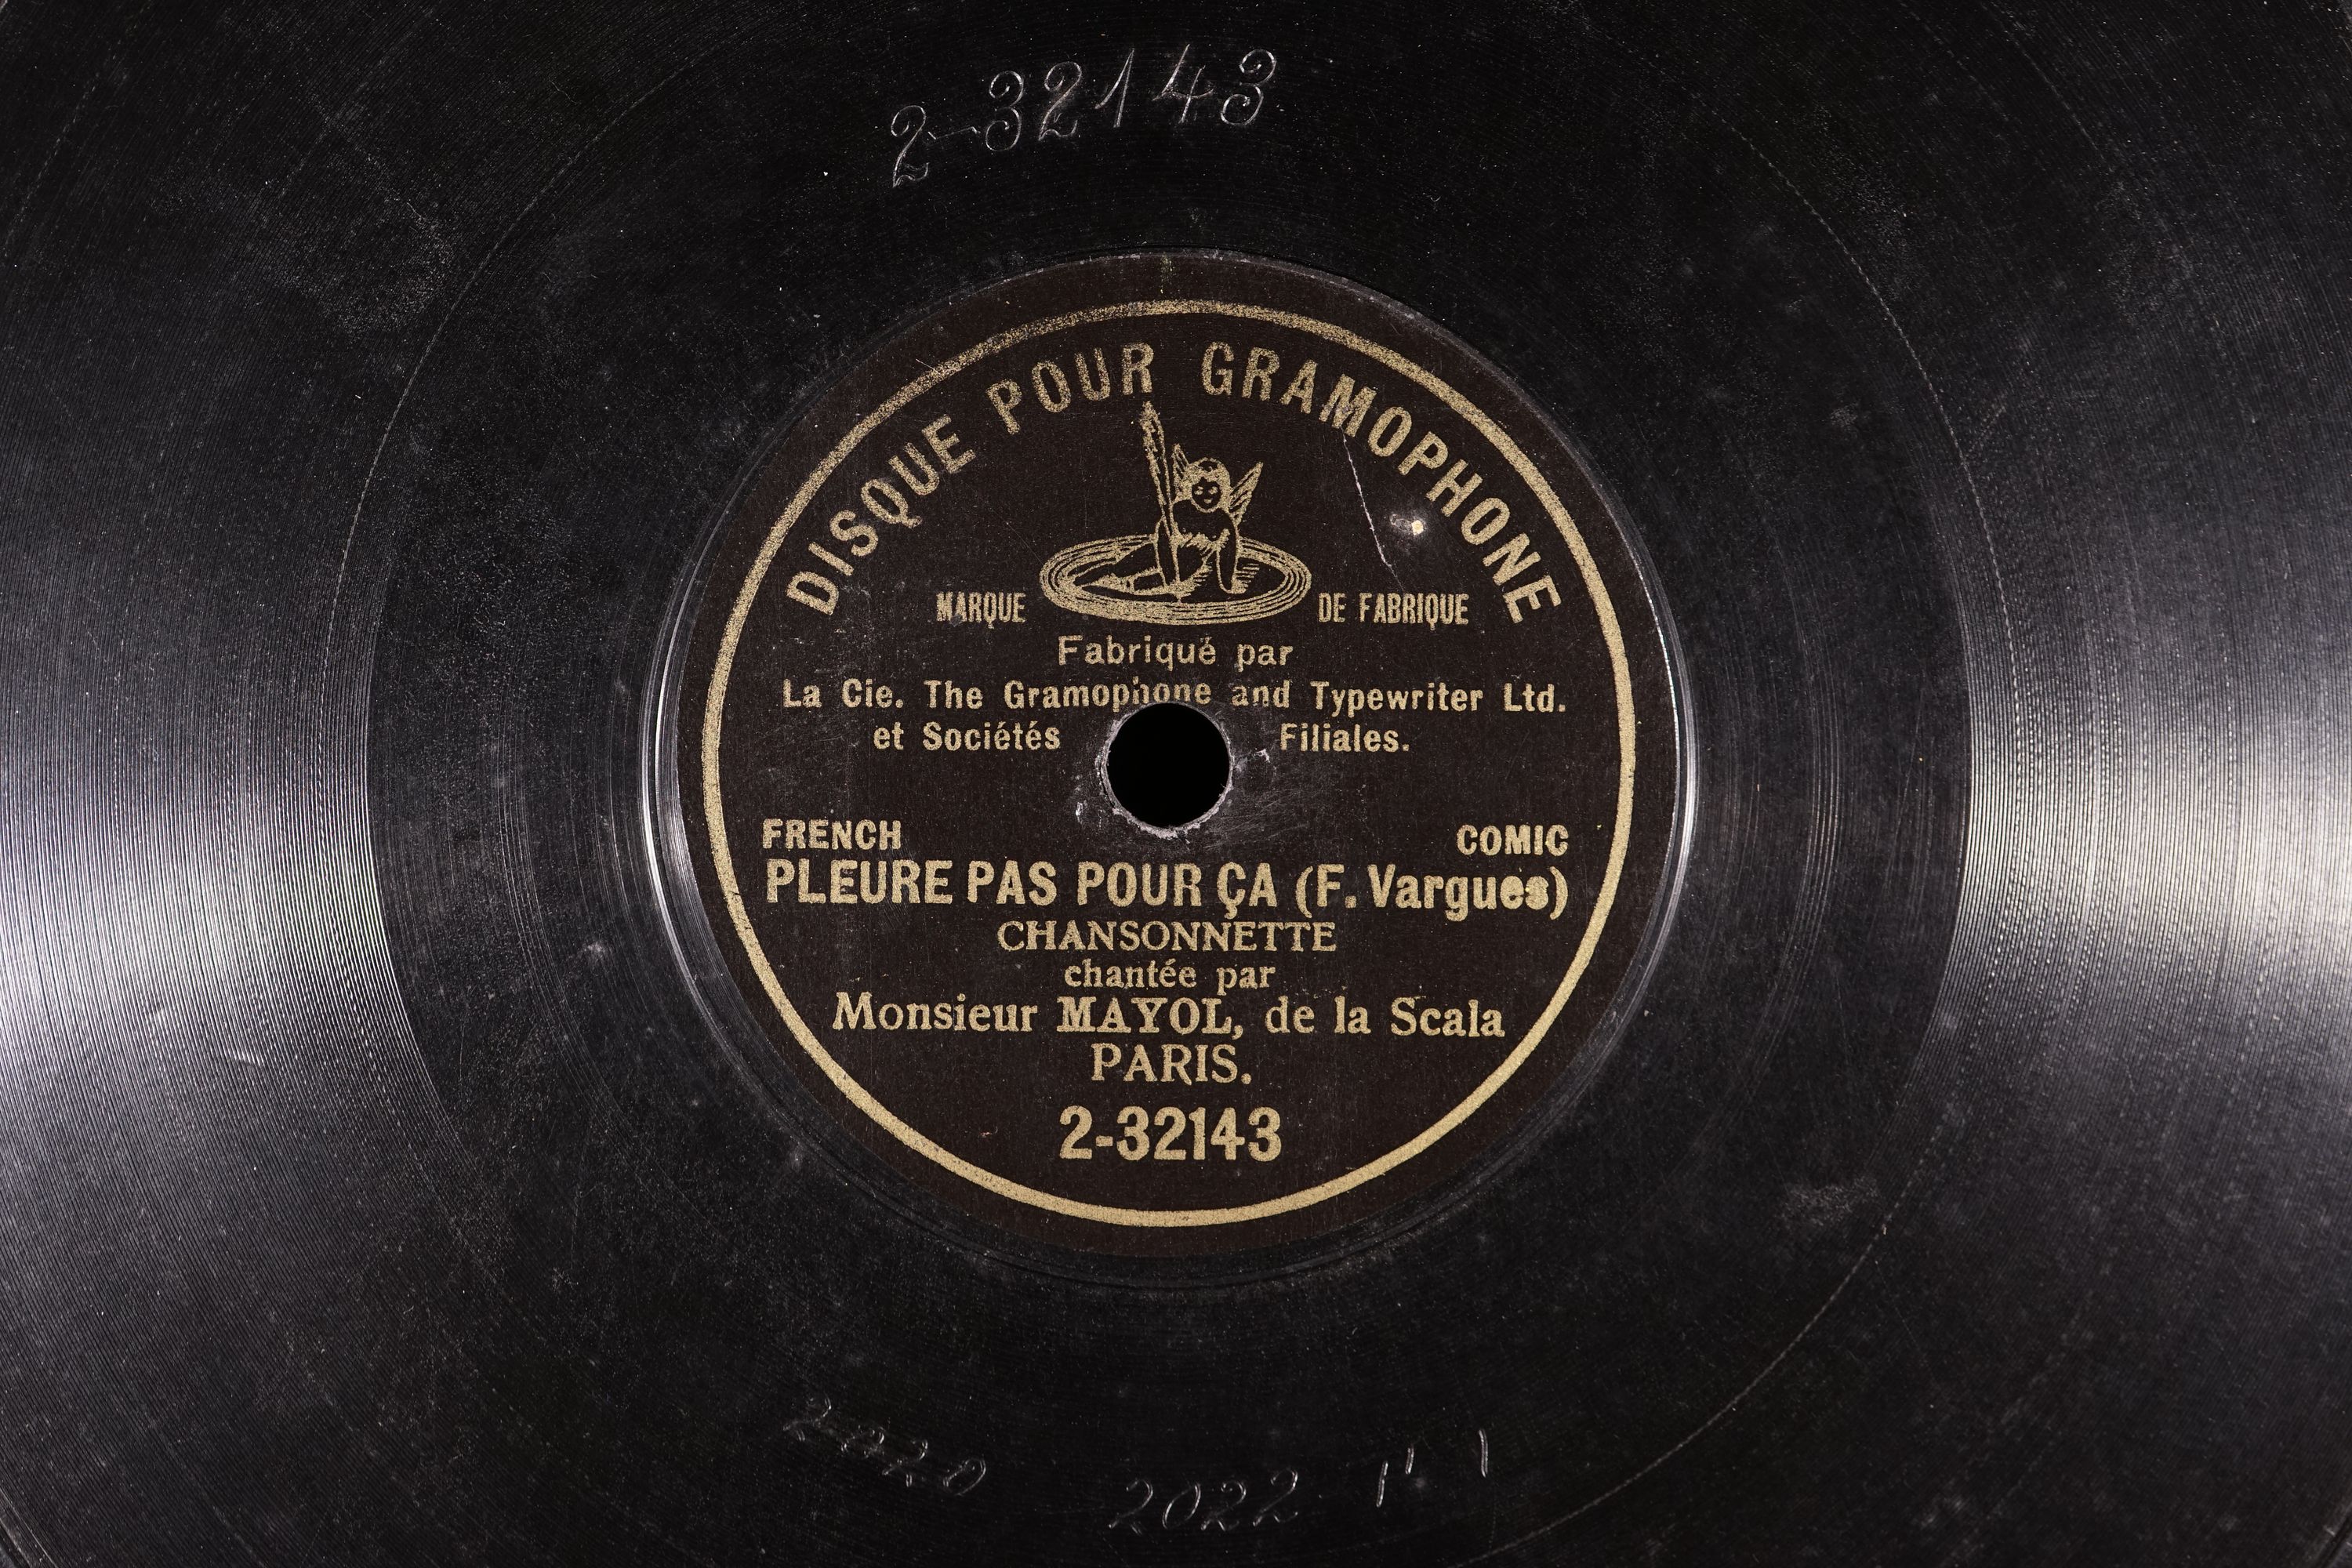 2-32143
DISQUE POUR GRAMOPHONE
MARQUE DE FABRIQUE
Fabriqué par
La Cie. The Gramophone and Typewriter Ltd.
et Sociétés Filiales.
FRENCH COMIC
PLEURE PAS POUR ÇA (F. Vargues)
CHANSONNETTE
chantée par
Monsieur MAYOL, de la Scala
PARIS.
2-32143
2022